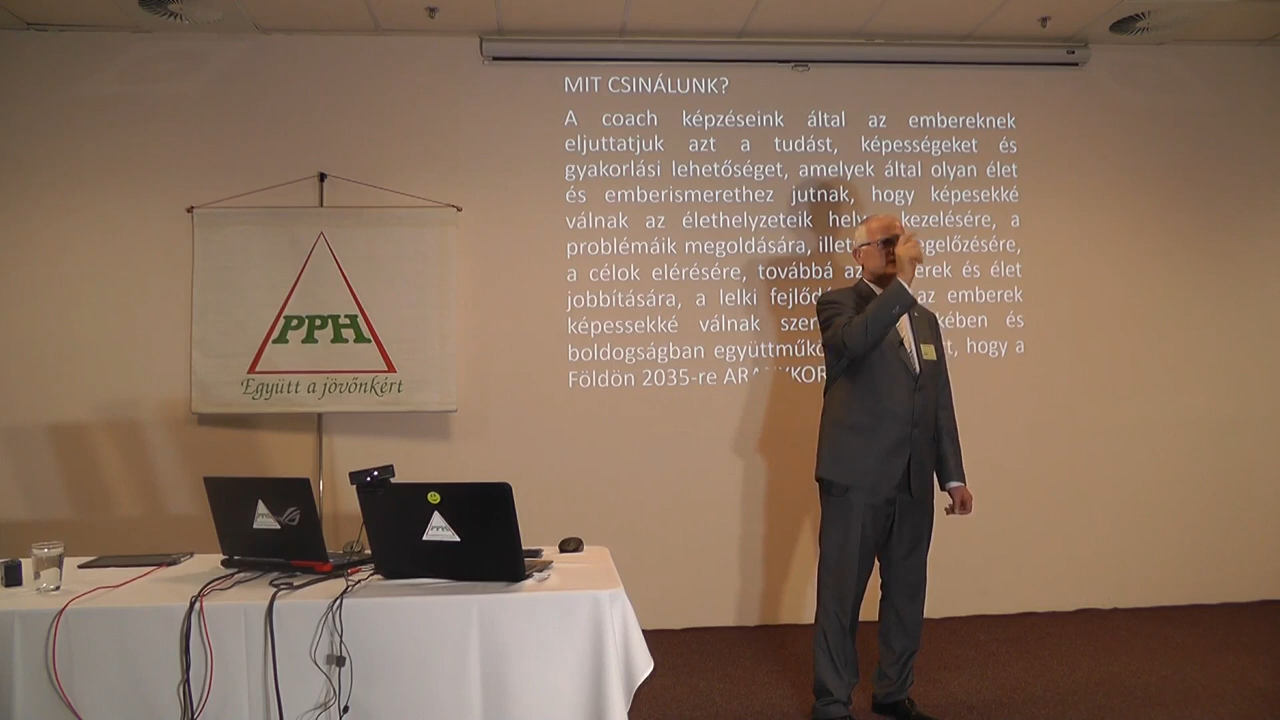 MIT CSINÁLUNK?
A coach képzéseink által az embereknek
eljuttatjuk azt a tudást, képességeket és
gyakorlási lehetőséget, amelyek által olyan élet
és emberismerethez jutnak, hogy képesekké
válnak az élethelyzeteik kezelésére, a
problémáik megoldására,
a célok elérésére, továbbá és élet
jobbítására, a lelki az emberek
képessekké válnak és
boldogságban hogy a
Földön 2035-re
PPH
Együtt a jövőnkért